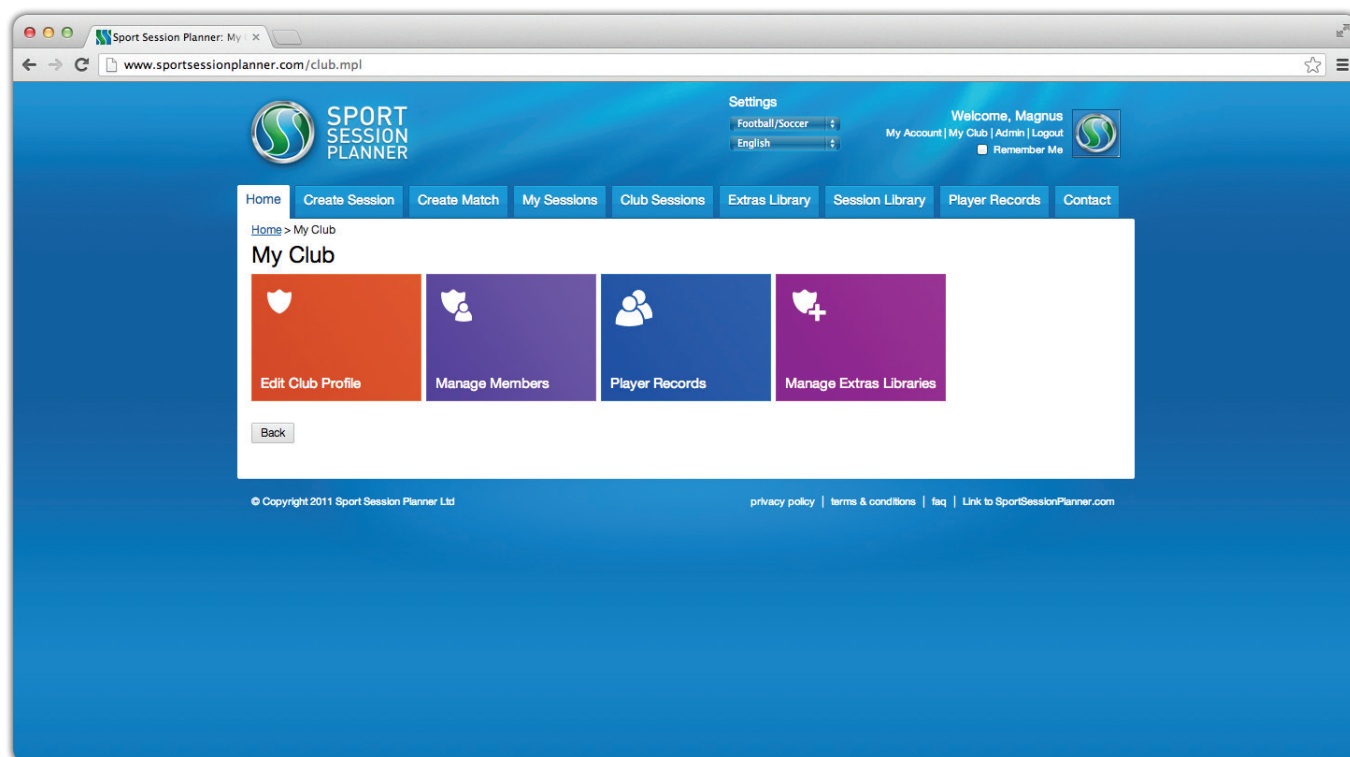 Sport Session Planner: My
www.sportsessionplanner.com/club.mpl
SPORT
SESSION
PLANNER
Settings
Football/Soccer
English
Welcome, Magnus
My Account | My Club | Admin | Logout
Remember Me
Home Create Session Create Match My Sessions Club Sessions Extras Library Session Library Player Records Contact
Home > My Club
My Club
Edit Club Profile Manage Members Player Records Manage Extras Libraries
Back
© Copyright 2011 Sport Session Planner Ltd privacy policy | terms & conditions | faq | Link to SportSessionPlanner.com